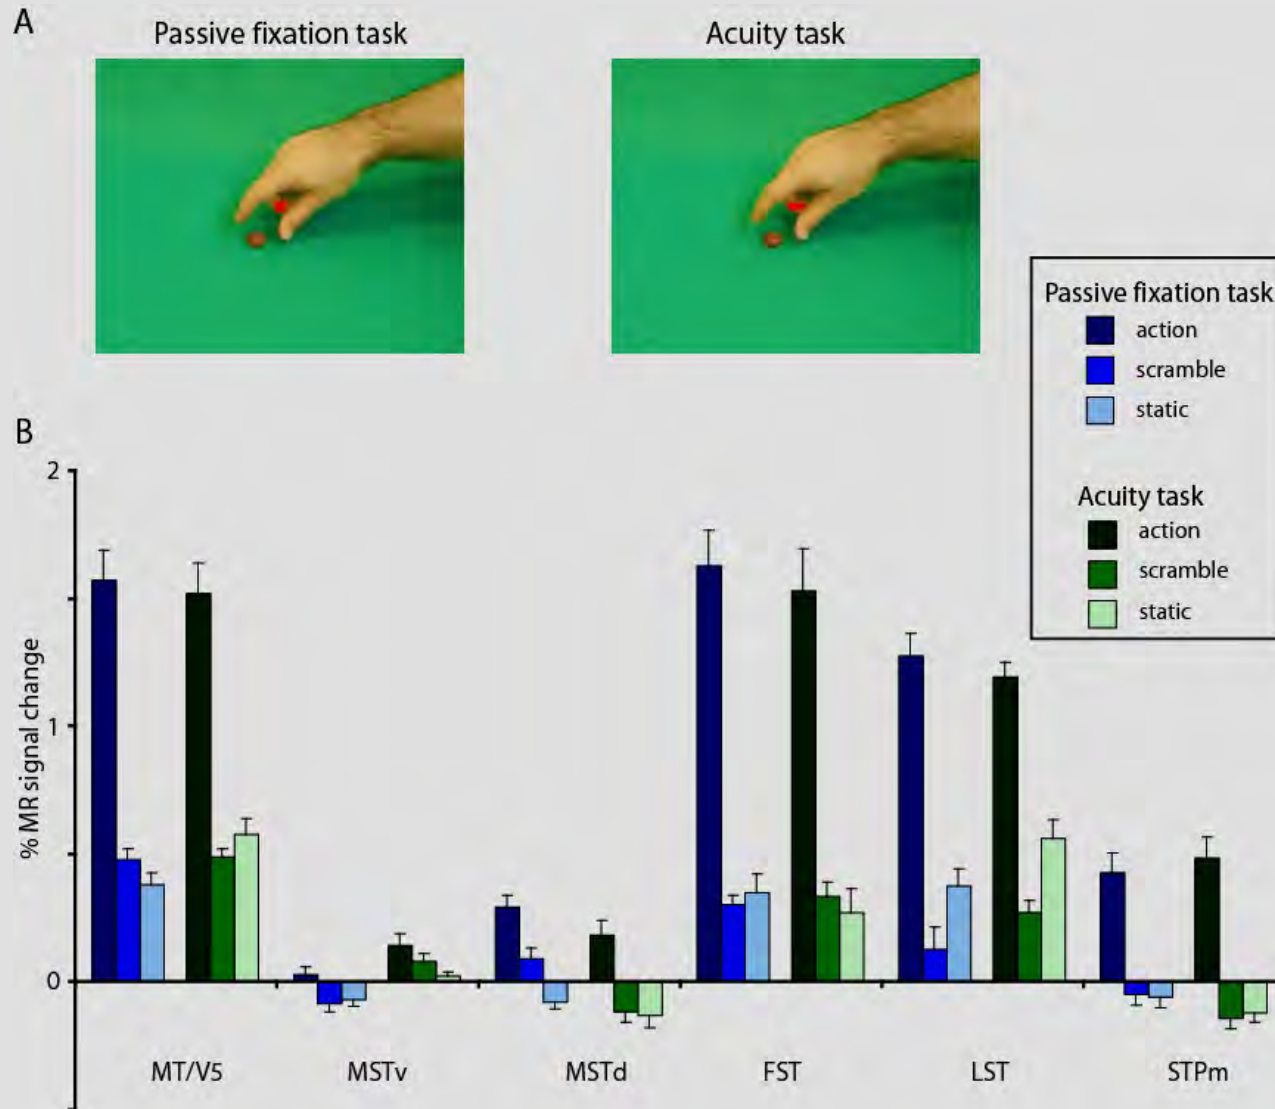 A
Passive fixation task
Acuity task
Passive fixation task
action
scramble
static
Acuity task
action
scramble
static
B
2
1
0
% MR signal change
MT/V5
MSTv
MSTd
FST
LST
STPm